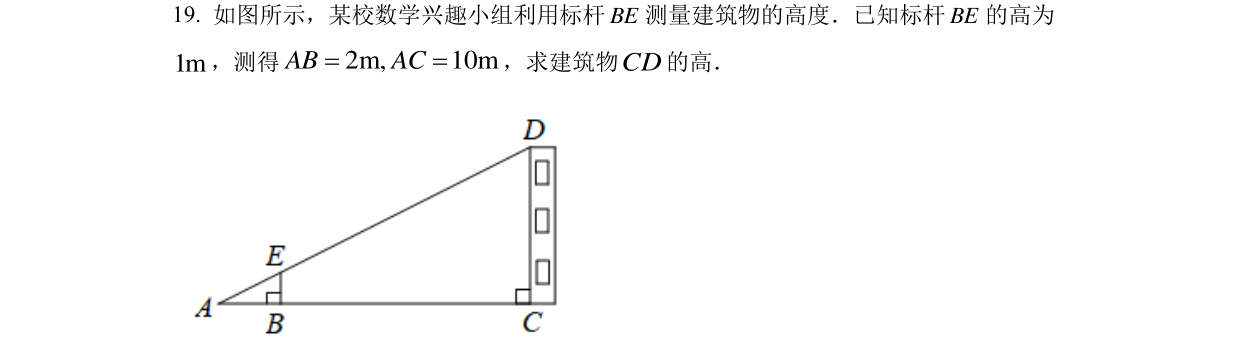 19. 如图所示，某校数学兴趣小组利用标杆 BE 测量建筑物的高度．已知标杆 BE 的高为
1m，测得 AB = 2m, AC = 10m，求建筑物 CD 的高．
D
E
A
B
C